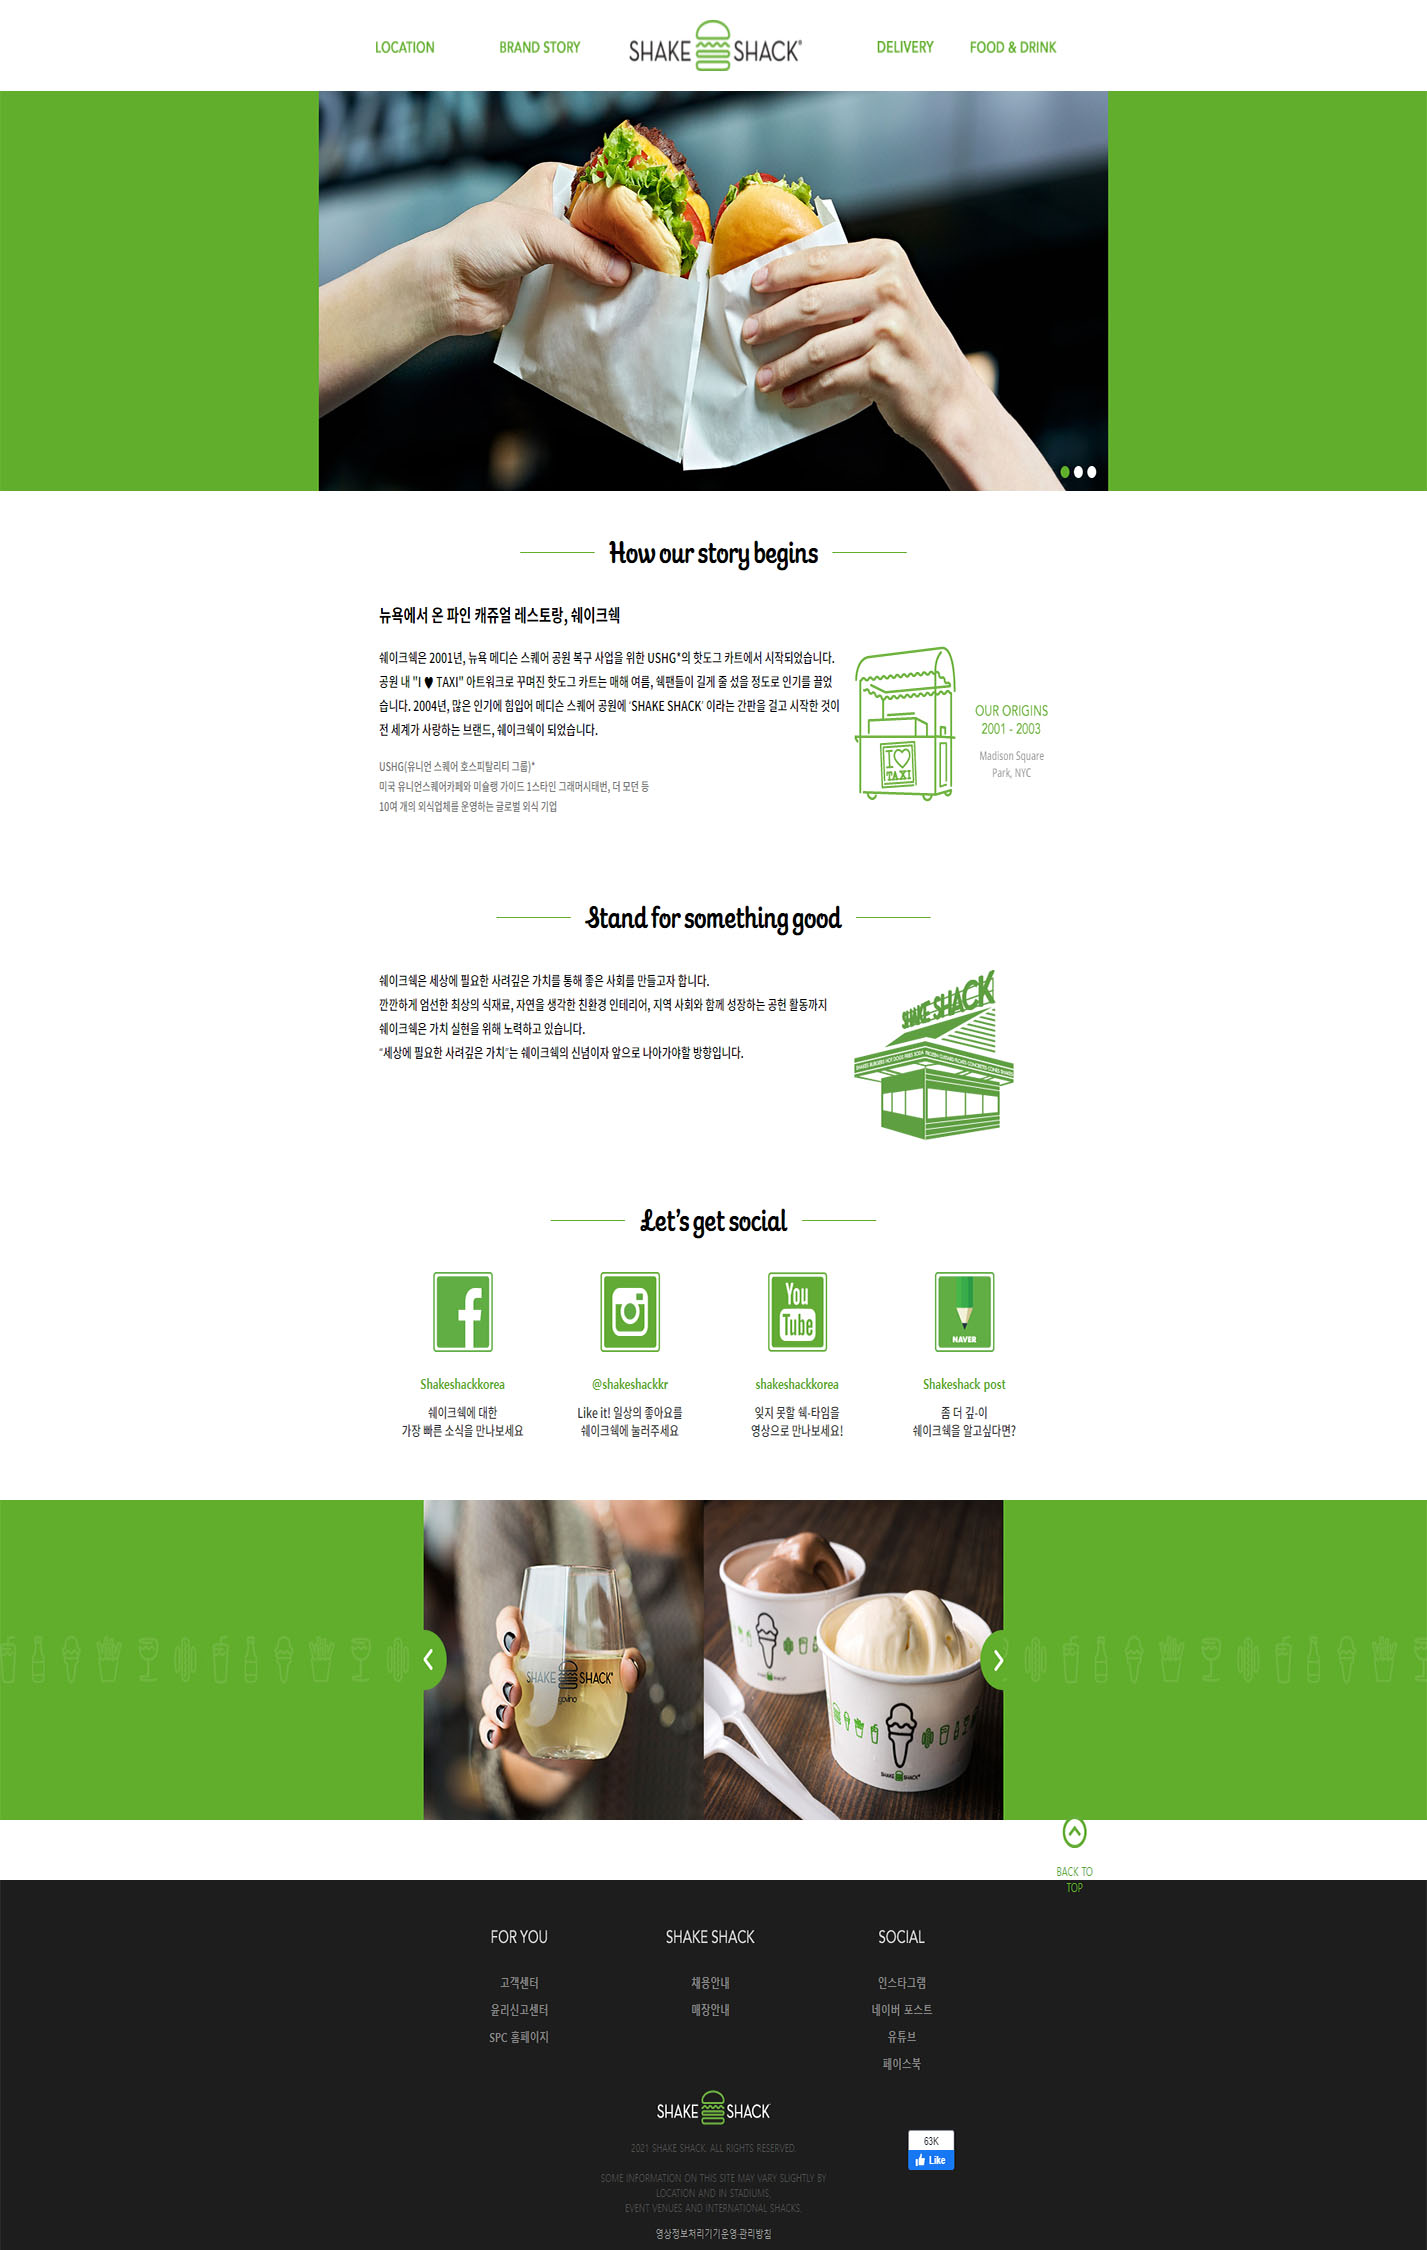 LOCATION
BRAND STORY
SHAKE SHACK®
DELIVERY
FOOD & DRINK
How our story begins
뉴욕에서 온 파인 캐쥬얼 레스토랑, 쉐이크쉑
쉐이크쉑은 2001년, 뉴욕 메디슨 스퀘어 공원 복구 사업을 위한 USHG*의 핫도그 카트에서 시작되었습니다.
공원 내 "I ♥ TAXI" 아트워크로 꾸며진 핫도그 카트는 매해 여름, 쉑팬들이 길게 줄 섰을 정도로 인기를 끌었
습니다. 2004년, 많은 인기에 힘입어 메디슨 스퀘어 공원에 'SHAKE SHACK' 이라는 간판을 걸고 시작한 것이
전 세계가 사랑하는 브랜드, 쉐이크쉑이 되었습니다.
USHG(유니언 스퀘어 호스피탈리티 그룹)*
미국 유니언스퀘어카페와 미슐랭 가이드 1스타인 그래머시태번, 더 모던 등
10여 개의 외식업체를 운영하는 글로벌 외식 기업
I ♡
TAXI
OUR ORIGINS
2001 - 2003
Madison Square
Park, NYC
Stand for something good
쉐이크쉑은 세상에 필요한 사려깊은 가치를 통해 좋은 사회를 만들고자 합니다.
깐깐하게 엄선한 최상의 식재료, 자연을 생각한 친환경 인테리어, 지역 사회와 함께 성장하는 공헌 활동까지
쉐이크쉑은 가치 실현을 위해 노력하고 있습니다.
"세상에 필요한 사려깊은 가치"는 쉐이크쉑의 신념이자 앞으로 나아가야할 방향입니다.
SHAKE SHACK
Let's get social
You
Tube
NAVER
Shakeshackkorea
쉐이크쉑에 대한
가장 빠른 소식을 만나보세요
@shakeshackkr
Like it! 일상의 좋아요를
쉐이크쉑에 눌러주세요
shakeshackkorea
잊지 못할 쉑-타임을
영상으로 만나보세요!
Shakeshack post
좀 더 깊-이
쉐이크쉑을 알고싶다면?
SHAKE SHACK®
govino
SHAKE SHACK
BACK TO
TOP
FOR YOU
고객센터
윤리신고센터
SPC 홈페이지
SHAKE SHACK
채용안내
매장안내
SOCIAL
인스타그램
네이버 포스트
유튜브
페이스북
SHAKE SHACK
63K
Like
2021 SHAKE SHACK. ALL RIGHTS RESERVED.
SOME INFORMATION ON THIS SITE MAY VARY SLIGHTLY BY
LOCATION AND IN STADIUMS,
EVENT VENUES AND INTERNATIONAL SHACKS.
영상정보처리기기운영·관리방침